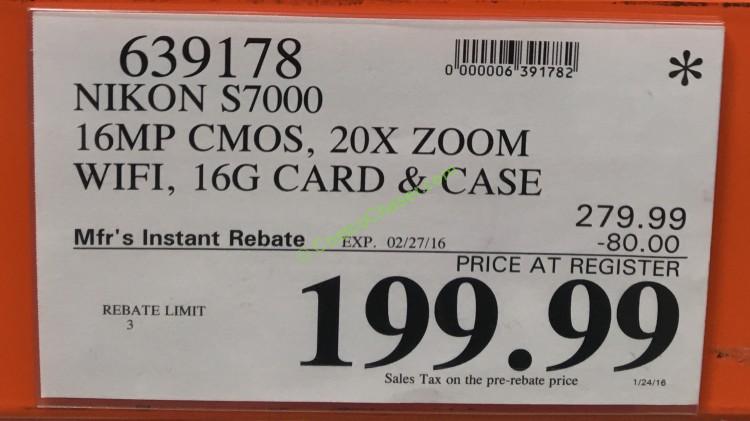 639178
0 000006 391782
*
NIKON S7000
16MP CMOS, 20X ZOOM
WIFI, 16G CARD & CASE
279.99
Mfr's Instant Rebate EXP. 02/27/16 -80.00
PRICE AT REGISTER
REBATE LIMIT
3
199.99
Sales Tax on the pre-rebate price
1/24/16